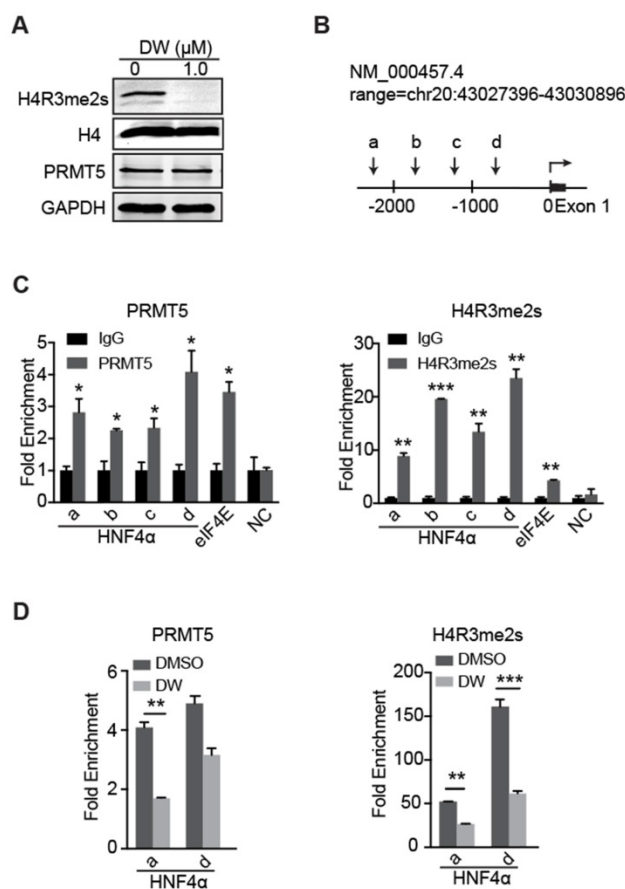 A
DW (μM)
0 1.0
H4R3me2s
H4
PRMT5
GAPDH
B
NM_000457.4
range=chr20:43027396-43030896
a b c d
-2000 -1000 0 Exon 1
C
PRMT5
IgG
PRMT5
*
*
*
*
*
Fold Enrichment
5
4
3
2
1
0
a b c d eIF4E NC
HNF4α
H4R3me2s
IgG
H4R3me2s
**
***
**
**
**
Fold Enrichment
30
20
10
0
a b c d eIF4E NC
HNF4α
D
PRMT5
DMSO
DW
**
Fold Enrichment
6
4
2
0
a d
HNF4α
H4R3me2s
DMSO
DW
**
***
Fold Enrichment
200
150
100
50
0
a d
HNF4α